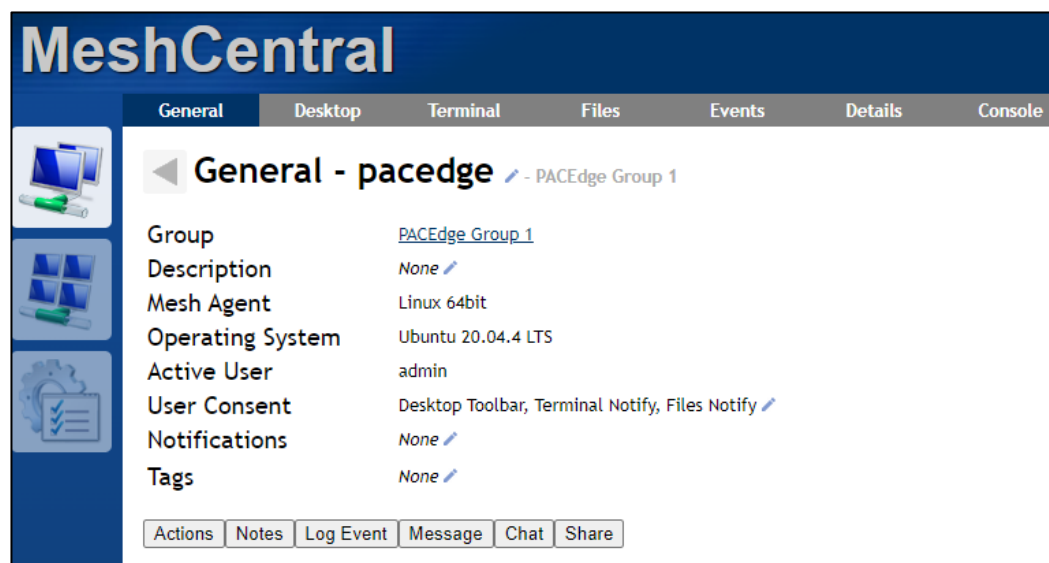 MeshCentral
General Desktop Terminal Files Events Details Console
General - pacedge - PACEdge Group 1
Group PACEdge Group 1
Description None
Mesh Agent Linux 64bit
Operating System Ubuntu 20.04.4 LTS
Active User admin
User Consent Desktop Toolbar, Terminal Notify, Files Notify
Notifications None
Tags None
Actions Notes Log Event Message Chat Share